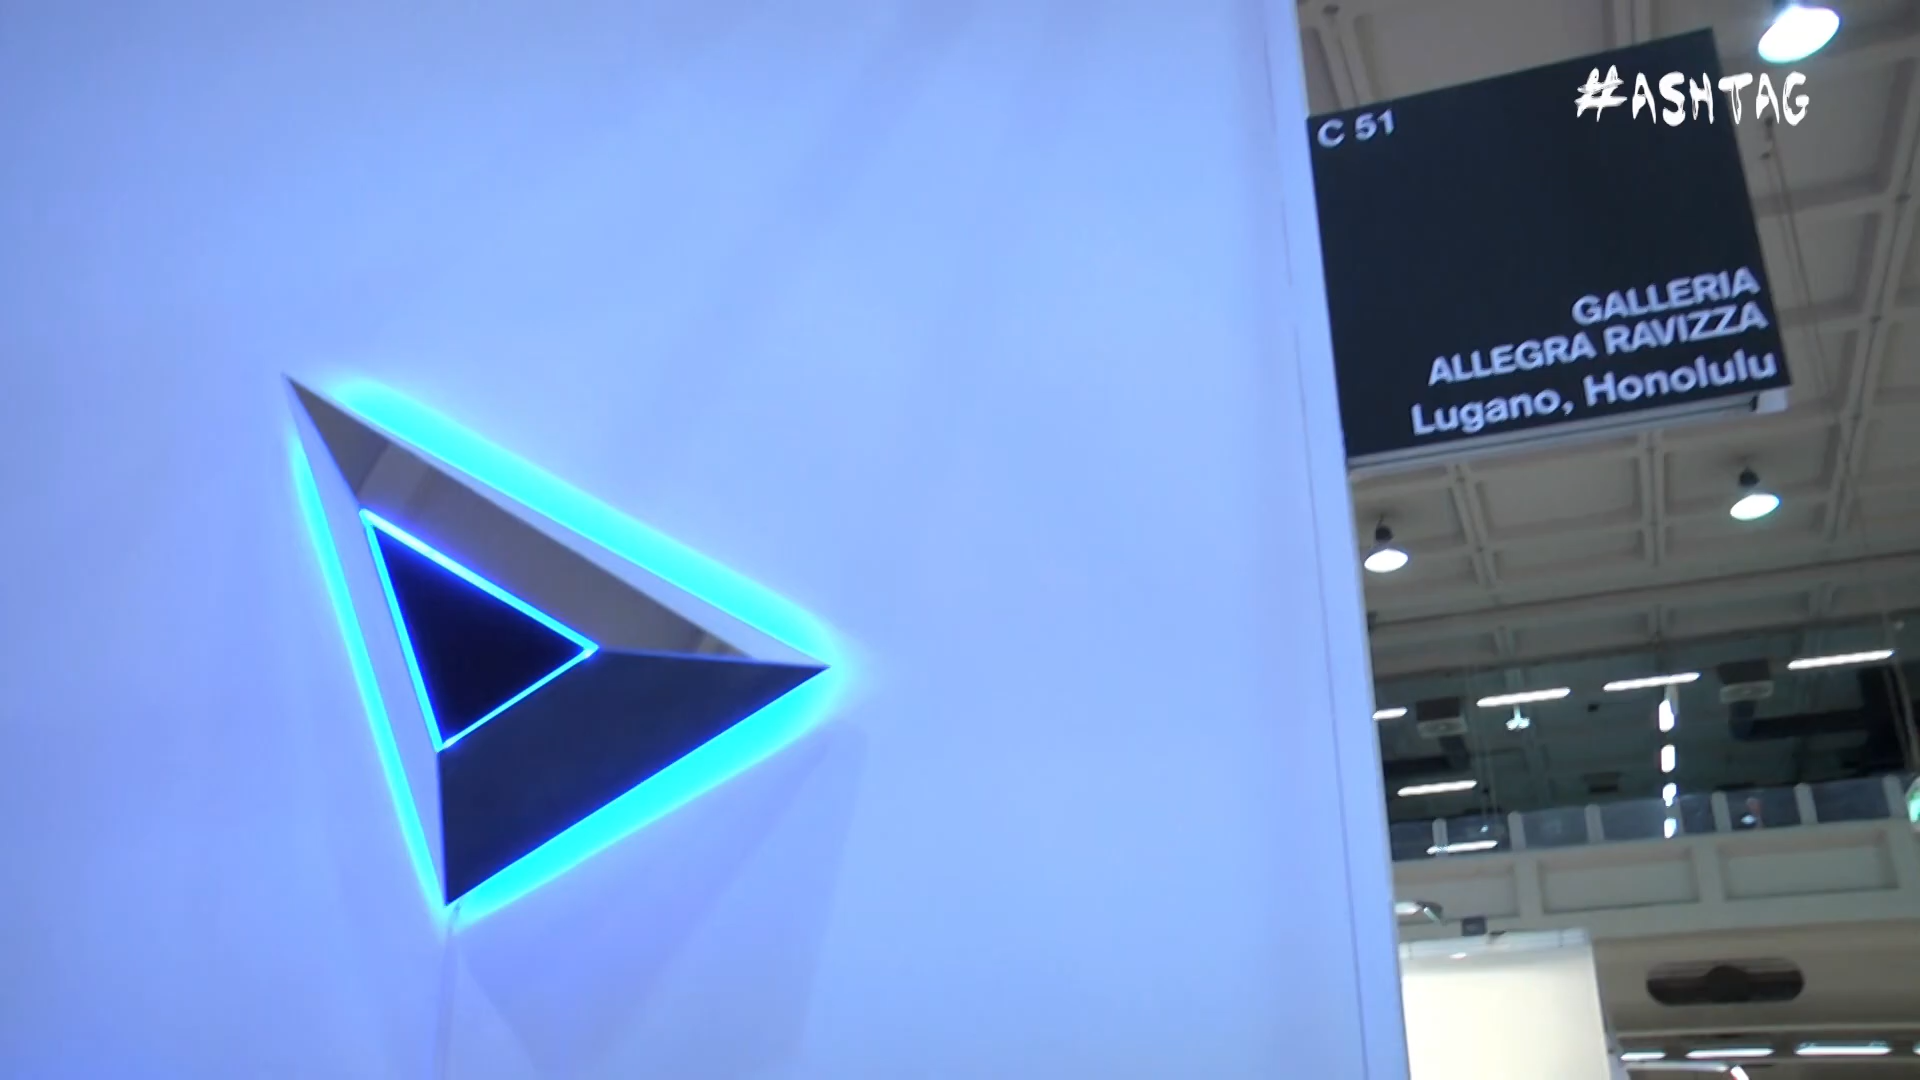 #ASHTAG
C 51
GALLERIA
ALLEGRA RAVIZZA
Lugano, Honolulu